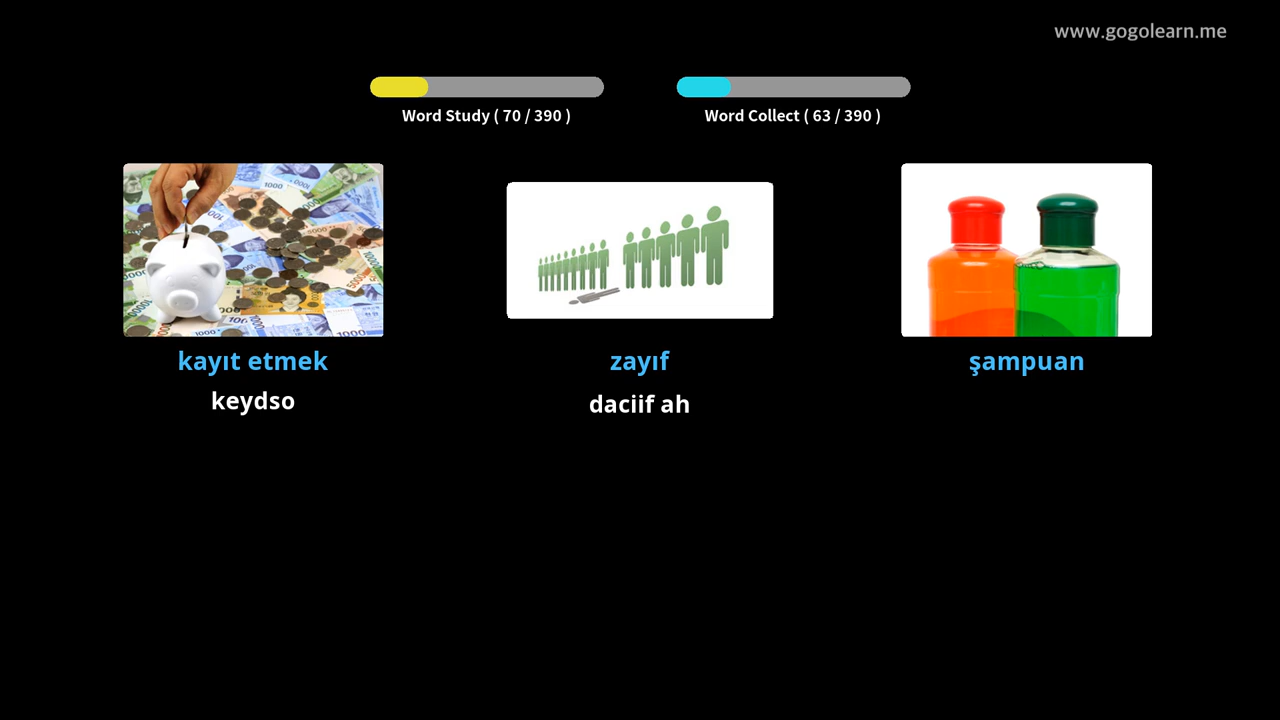 www.gogolearn.me
Word Study ( 70 / 390 )
Word Collect ( 63 / 390 )
kayıt etmek
keydso
zayıf
daciif ah
şampuan